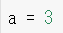 a = 3